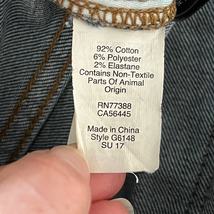 92% Cotton
6% Polyester
2% Elastane
Contains Non-Textile
Parts Of Animal
Origin
RN77388
CA56445
Made in China
Style G6148
SU 17